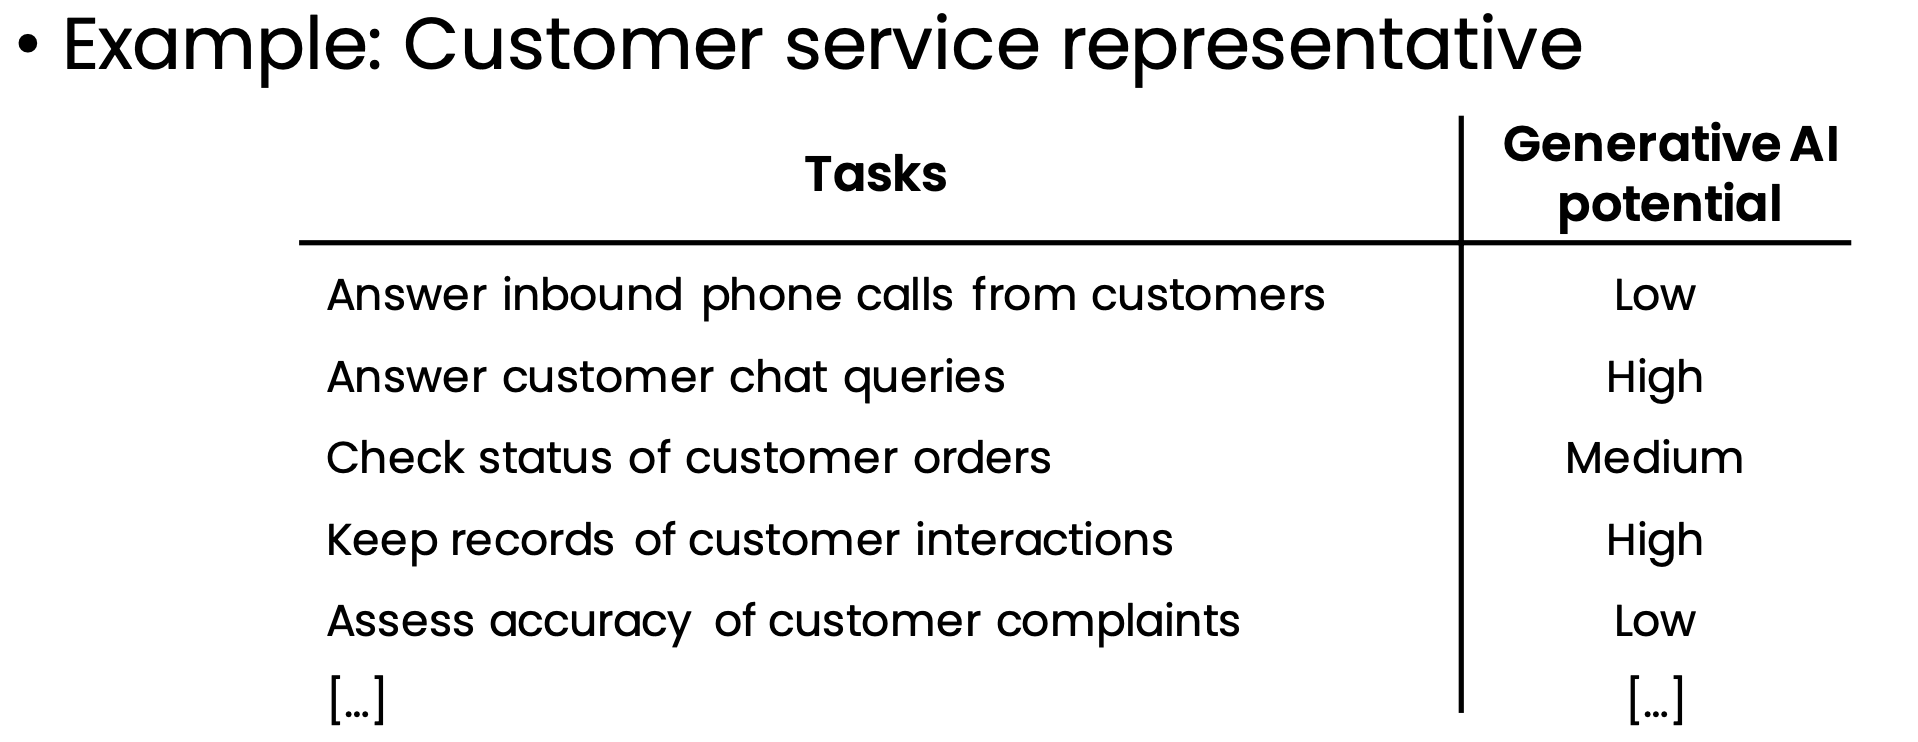 • Example: Customer service representative
Tasks
Generative AI
potential
Answer inbound phone calls from customers
Low
Answer customer chat queries
High
Check status of customer orders
Medium
Keep records of customer interactions
High
Assess accuracy of customer complaints
Low
[...]
[...]